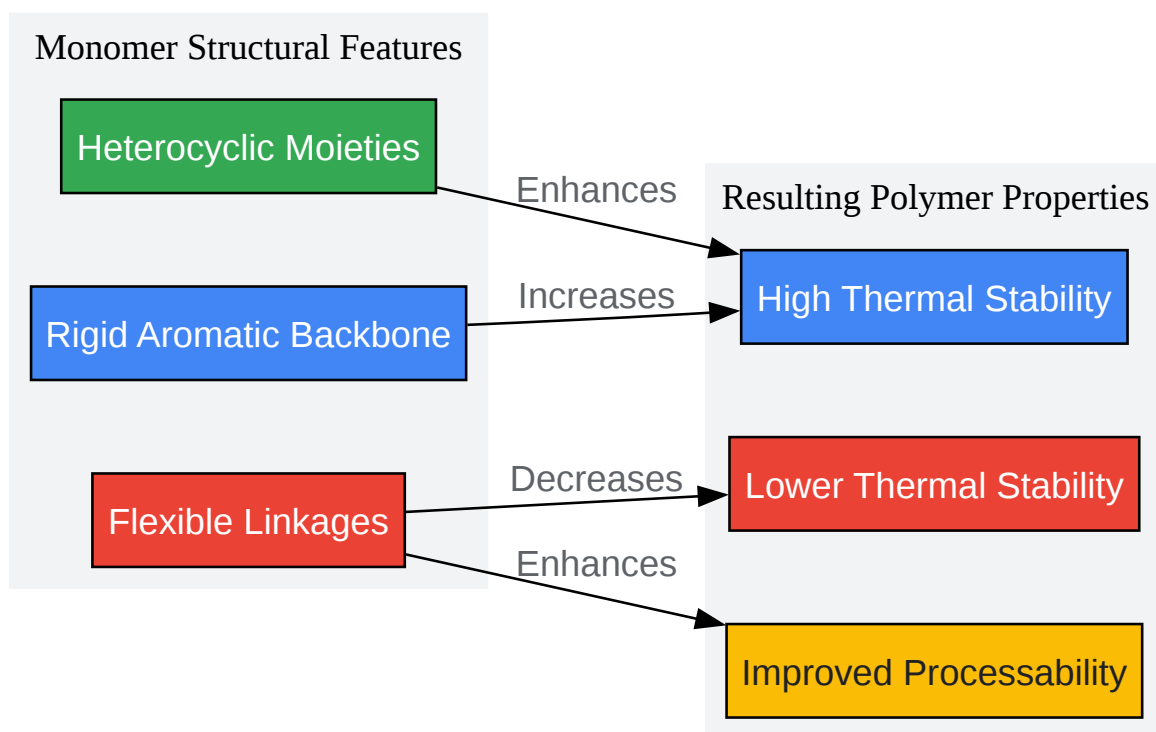 Monomer Structural Features
Heterocyclic Moieties
Rigid Aromatic Backbone
Flexible Linkages
Enhances
Increases
Decreases
Enhances
Resulting Polymer Properties
High Thermal Stability
Lower Thermal Stability
Improved Processability